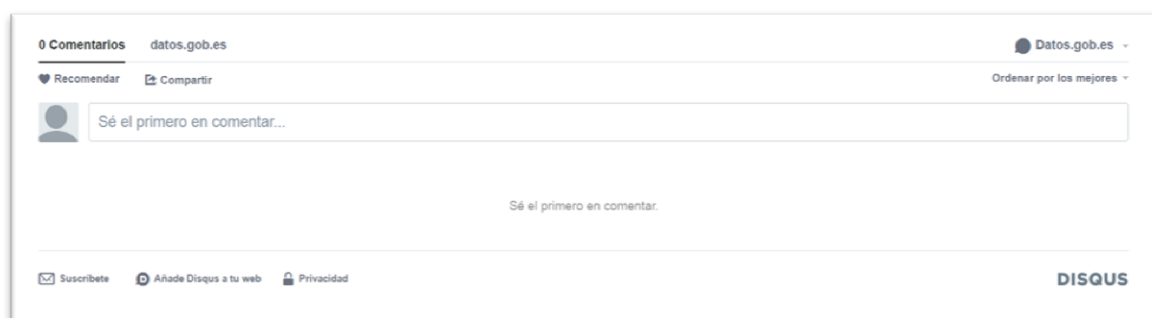 0 Comentarios datos.gob.es Datos.gob.es
Recomendar Compartir Ordenar por los mejores
Sé el primero en comentar...
Sé el primero en comentar.
Suscríbete Añade Disqus a tu web Privacidad DISQUS